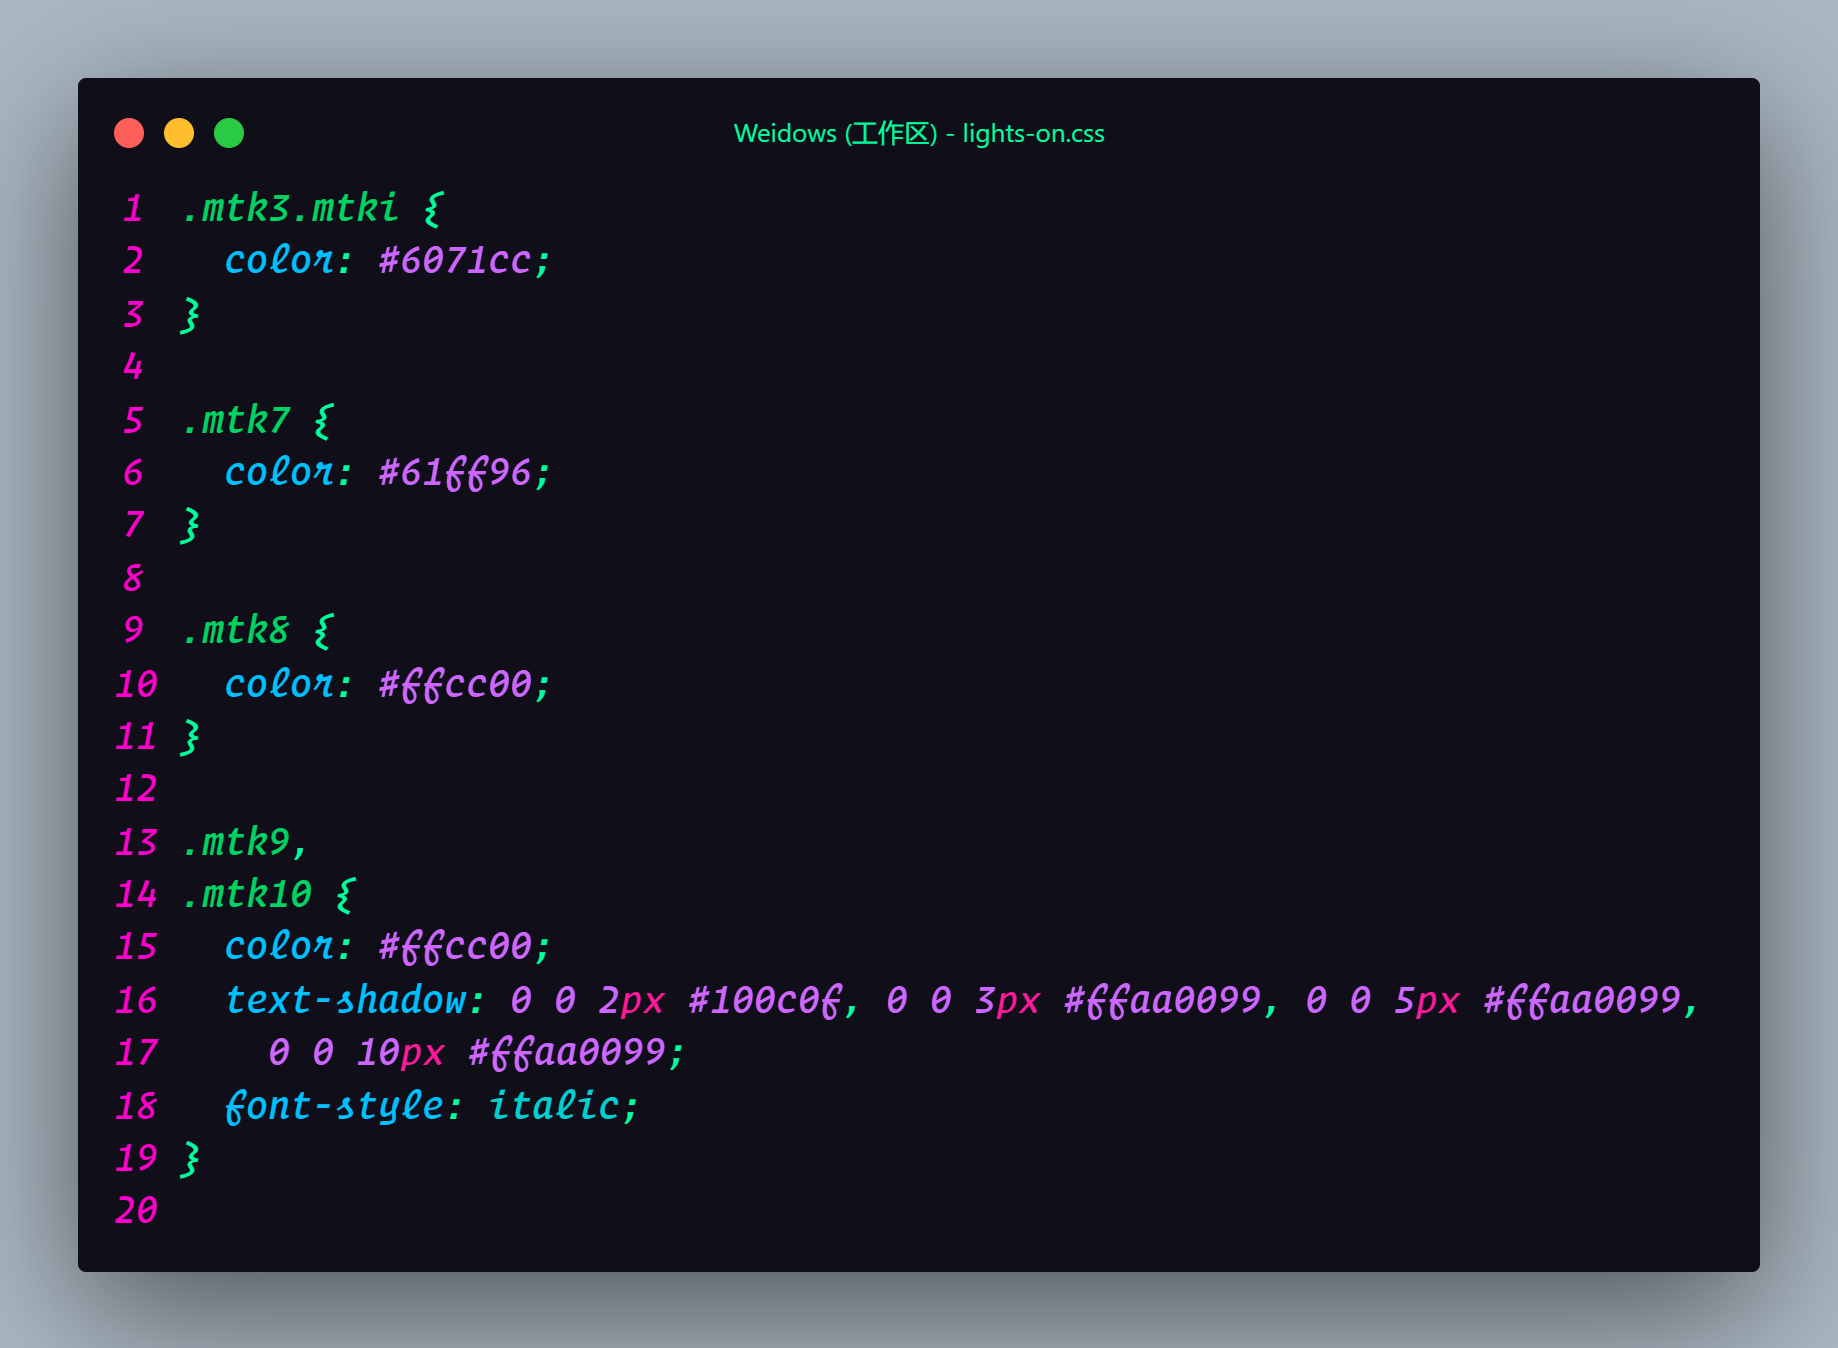 Weidows (工作区) - lights-on.css
1 .mtk3.mtki {
2   color: #6071cc;
3 }
4
5 .mtk7 {
6   color: #61ff96;
7 }
8
9 .mtk8 {
10   color: #ffcc00;
11 }
12
13 .mtk9,
14 .mtk10 {
15   color: #ffcc00;
16   text-shadow: 0 0 2px #100c0f, 0 0 3px #ffaa0099, 0 0 5px #ffaa0099,
17     0 0 10px #ffaa0099;
18   font-style: italic;
19 }
20